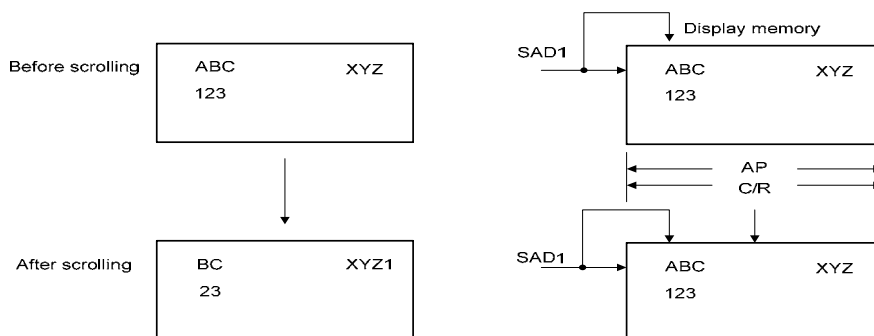 Display memory
SAD1
Before scrolling
ABC XYZ
123
ABC XYZ
123
AP
C/R
SAD1
After scrolling
BC XYZ1
23
ABC XYZ
123